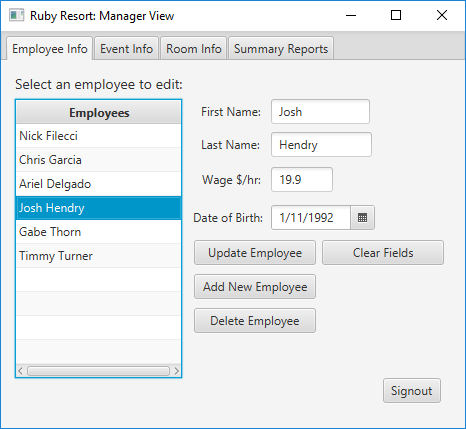 Ruby Resort: Manager View
Employee Info Event Info Room Info Summary Reports
Select an employee to edit:
Employees
Nick Filecci
Chris Garcia
Ariel Delgado
Josh Hendry
Gabe Thorn
Timmy Turner
First Name: Josh
Last Name: Hendry
Wage $/hr: 19.9
Date of Birth: 1/11/1992
Update Employee Clear Fields
Add New Employee
Delete Employee
Signout